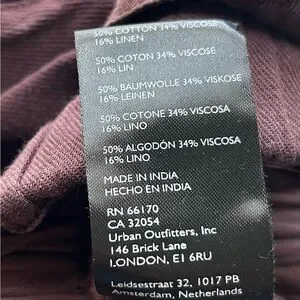 50% COTTON 34% VISCOSE
16% LINEN
50% COTON 34% VISCOSE
16% LIN
50% BAUMWOLLE 34% VISKOSE
16% LEINEN
50% COTONE 34% VISCOSA
16% LINO
50% ALGODÓN 34% VISCOSA
16% LINO
MADE IN INDIA
HECHO EN INDIA
RN 66170
CA 32054
Urban Outfitters, Inc
146 Brick Lane
LONDON, E1 6RU
Leidsestraat 32, 1017 PB
Amsterdam, Netherlands